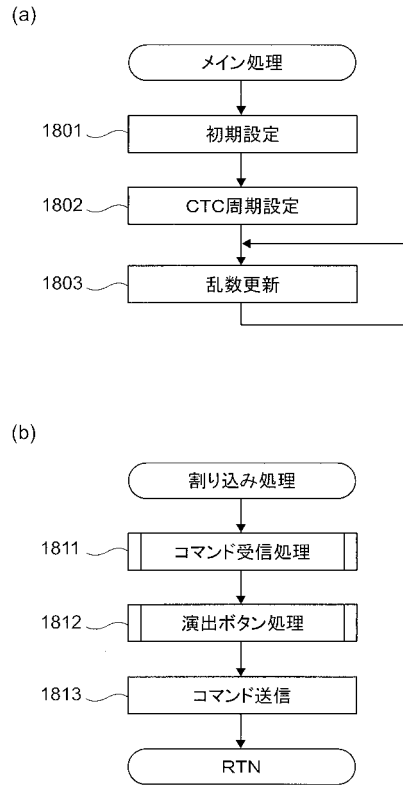 (a)
メイン処理
1801
初期設定
1802
CTC周期設定
1803
乱数更新
(b)
割り込み処理
1811
コマンド受信処理
1812
演出ボタン処理
1813
コマンド送信
RTN